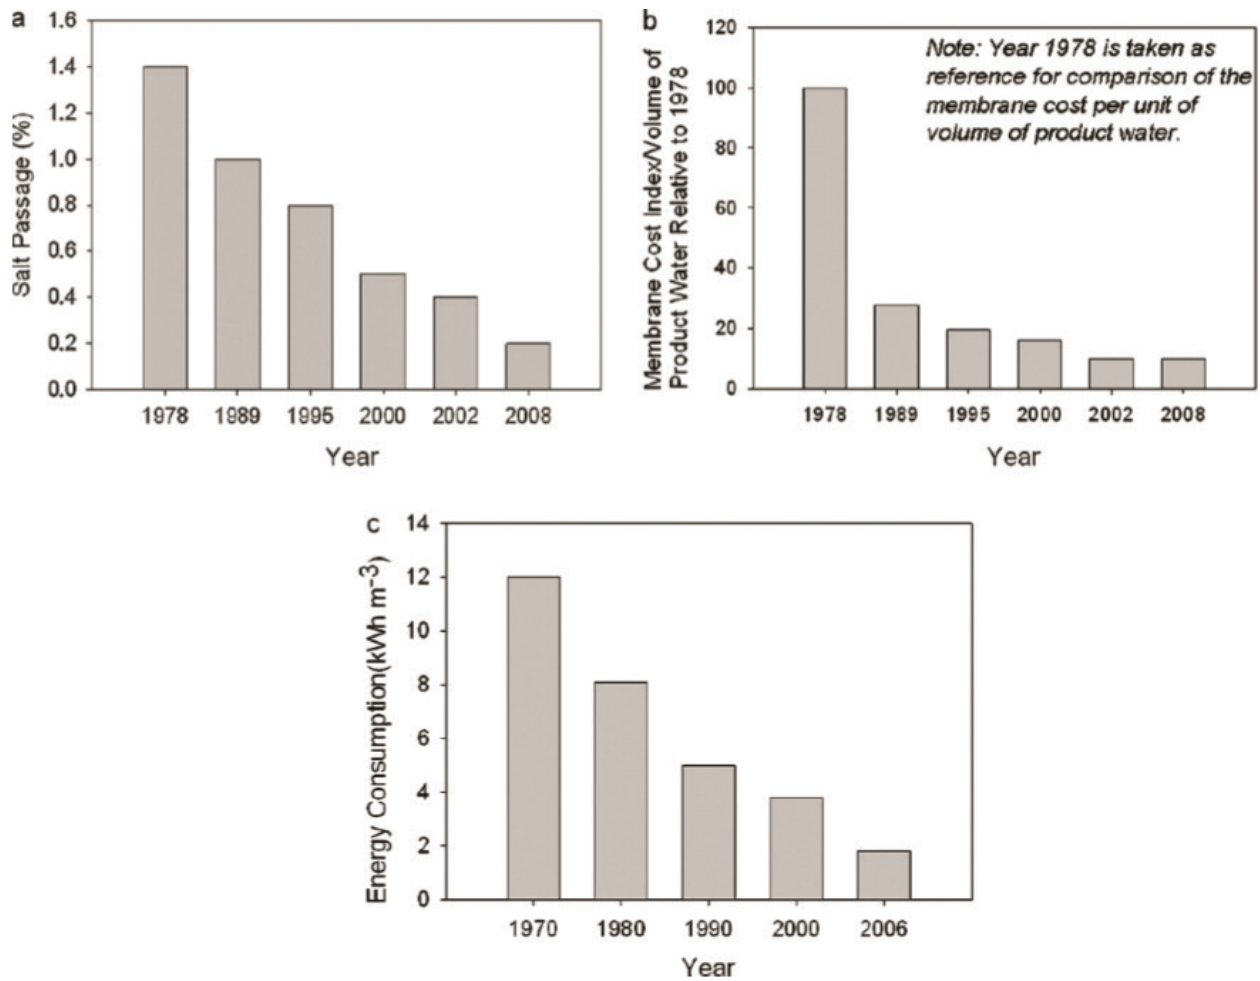 a
Salt Passage (%)
1.6
1.4
1.2
1.0
0.8
0.6
0.4
0.2
0.0
1978 1989 1995 2000 2002 2008
Year
b
Membrane Cost Index/Volume of
Product Water Relative to 1978
120
100
80
60
40
20
0
Note: Year 1978 is taken as
reference for comparison of the
membrane cost per unit of
volume of product water.
1978 1989 1995 2000 2002 2008
Year
c
Energy Consumption(kWh m⁻³)
14
12
10
8
6
4
2
0
1970 1980 1990 2000 2006
Year